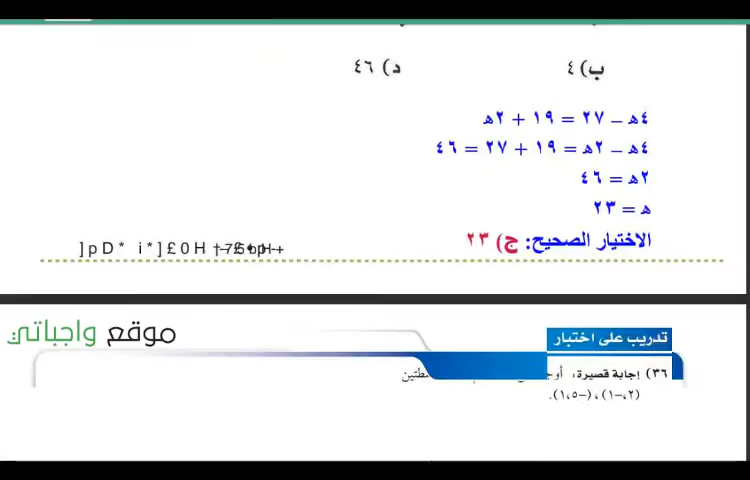 ب) ٤
د) ٤٦
٤هـ – ٢٧ = ١٩ + ٢هـ
٤هـ – ٢هـ = ١٩ + ٢٧ = ٤٦
٢هـ = ٤٦
هـ = ٢٣
الاختيار الصحيح: ج) ٢٣
موقع واجباتي
تدريب على اختبار
٣٦) إجابة قصيرة،
(٢، -١)، (-٥، ١).